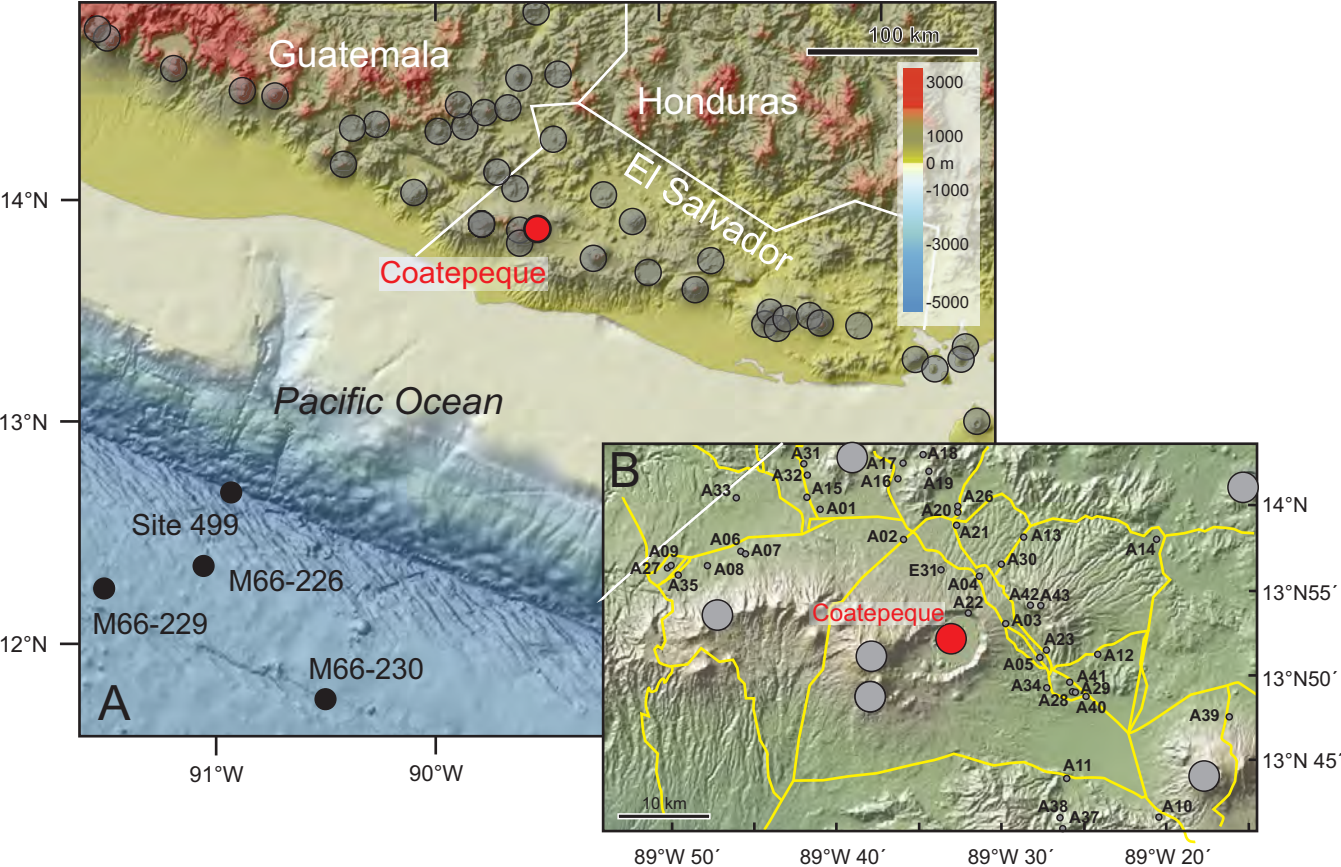 Guatemala
100 km
3000
Honduras
1000
0 m
-1000
El Salvador
14°N
-3000
Coatepeque
-5000
Pacific Ocean
13°N
B
A31
A17
A18
A32
A16
A19
A33
A15
A26
14°N
A01
A20
Site 499
A06
A07
A02
A21
A13
A14
A09
A27
A08
A30
M66-226
A35
E31
A04
13°N55´
A42
A43
M66-229
Coatepeque
A22
A03
12°N
A23
M66-230
A05
A12
A
A34
A41
13°N50´
A28
A29
A40
A39
13°N 45´
A11
91°W
90°W
10 km
A38
A37
A10
89°W 50´
89°W 40´
89°W 30´
89°W 20´